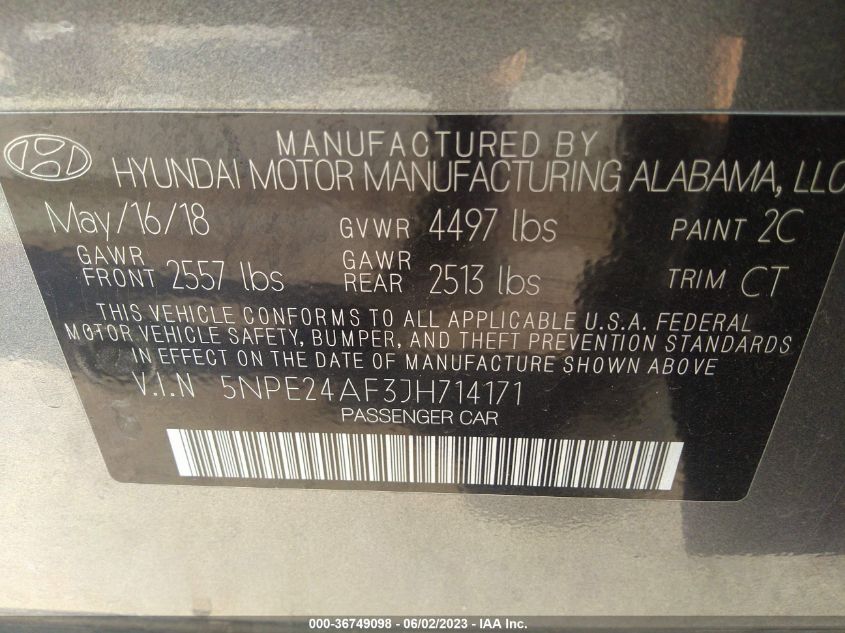 MANUFACTURED BY
HYUNDAI MOTOR MANUFACTURING ALABAMA, LLC
May/16/18 GVWR 4497 lbs PAINT 2C
GAWR FRONT 2557 lbs GAWR REAR 2513 lbs TRIM CT
THIS VEHICLE CONFORMS TO ALL APPLICABLE U.S.A. FEDERAL
MOTOR VEHICLE SAFETY, BUMPER, AND THEFT PREVENTION STANDARDS
IN EFFECT ON THE DATE OF MANUFACTURE SHOWN ABOVE.
V.I.N 5NPE24AF3JH714171
PASSENGER CAR
000-36749098 - 06/02/2023 - IAA Inc.